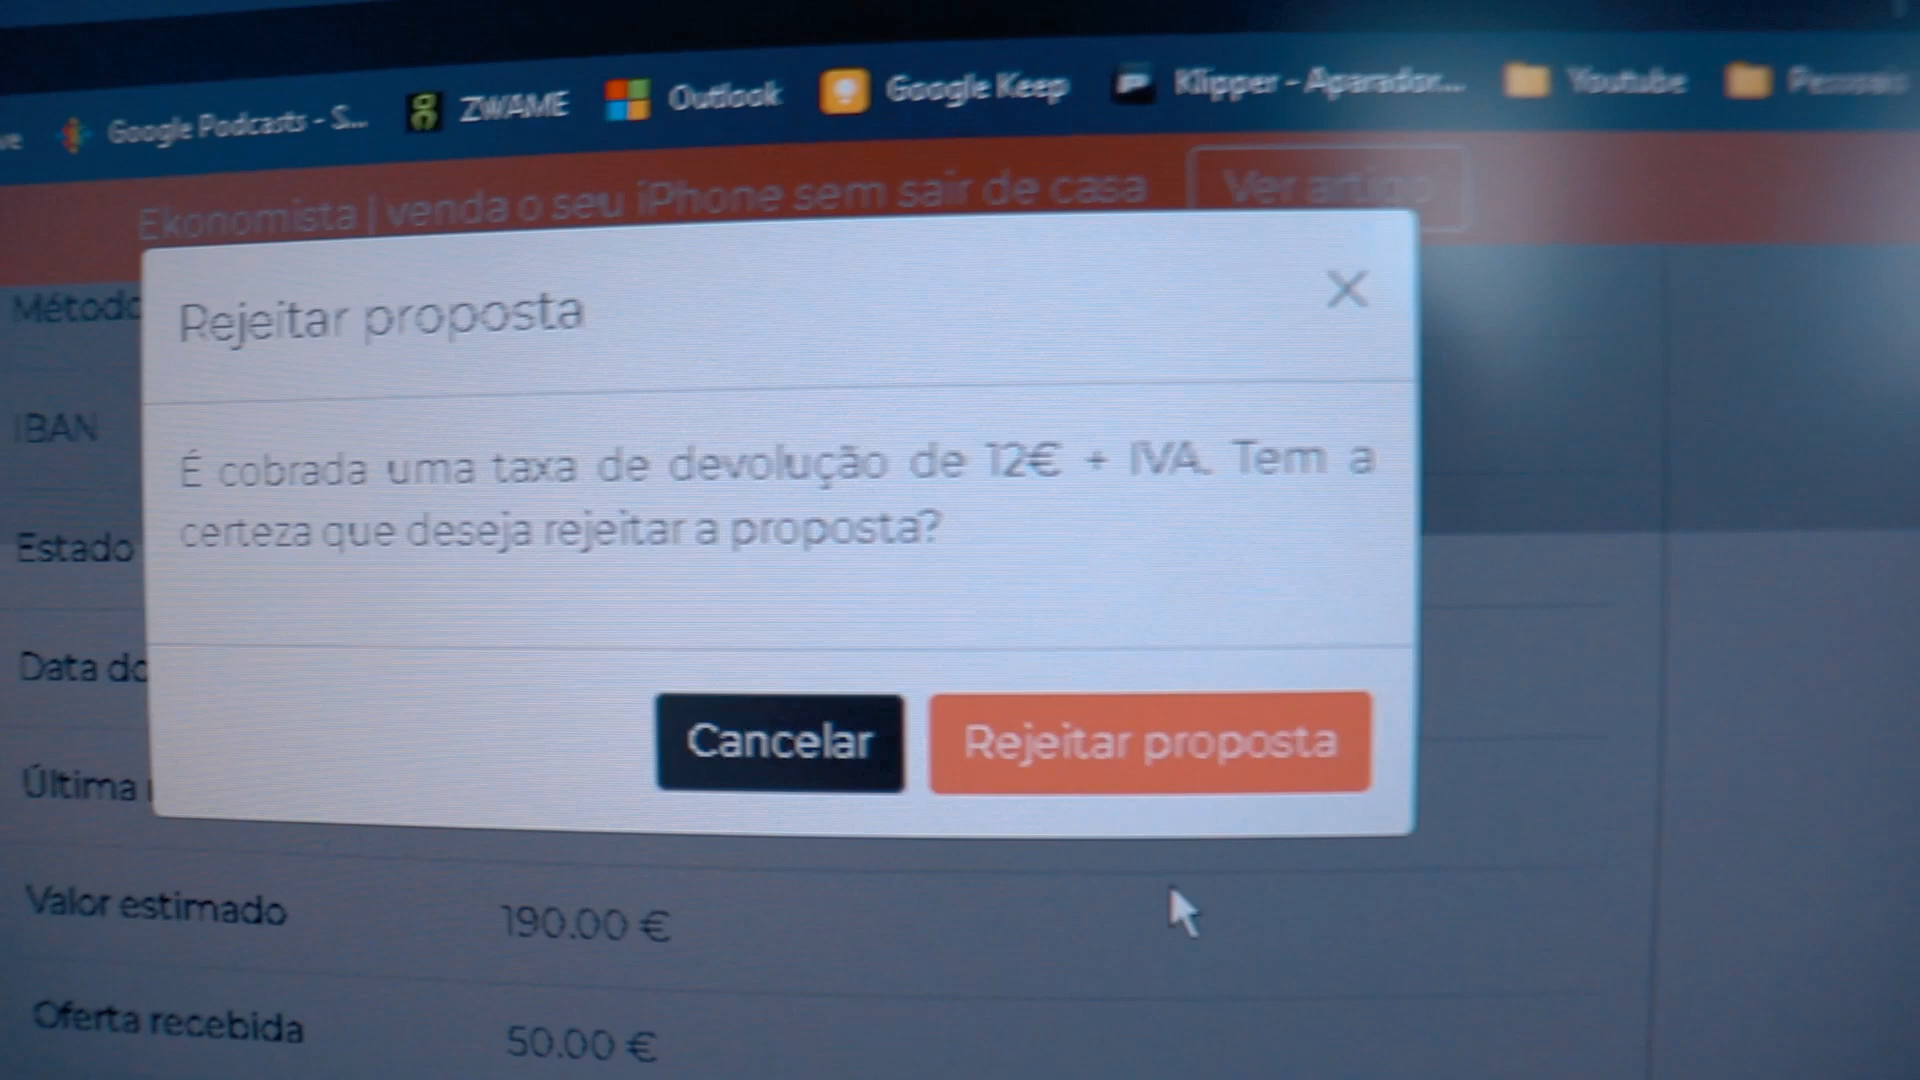 ve
Google Podcasts - S...
ZWAME
Outlook
Google Keep
Klipper - Aparador...
Youtube
Pessoais
Ekonomista | venda o seu iPhone sem sair de casa
Ver artigo
Método
Rejeitar proposta
IBAN
É cobrada uma taxa de devolução de 12€ + IVA. Tem a
certeza que deseja rejeitar a proposta?
Estado
Data do
Cancelar
Rejeitar proposta
Última
Valor estimado
190.00 €
Oferta recebida
50.00 €